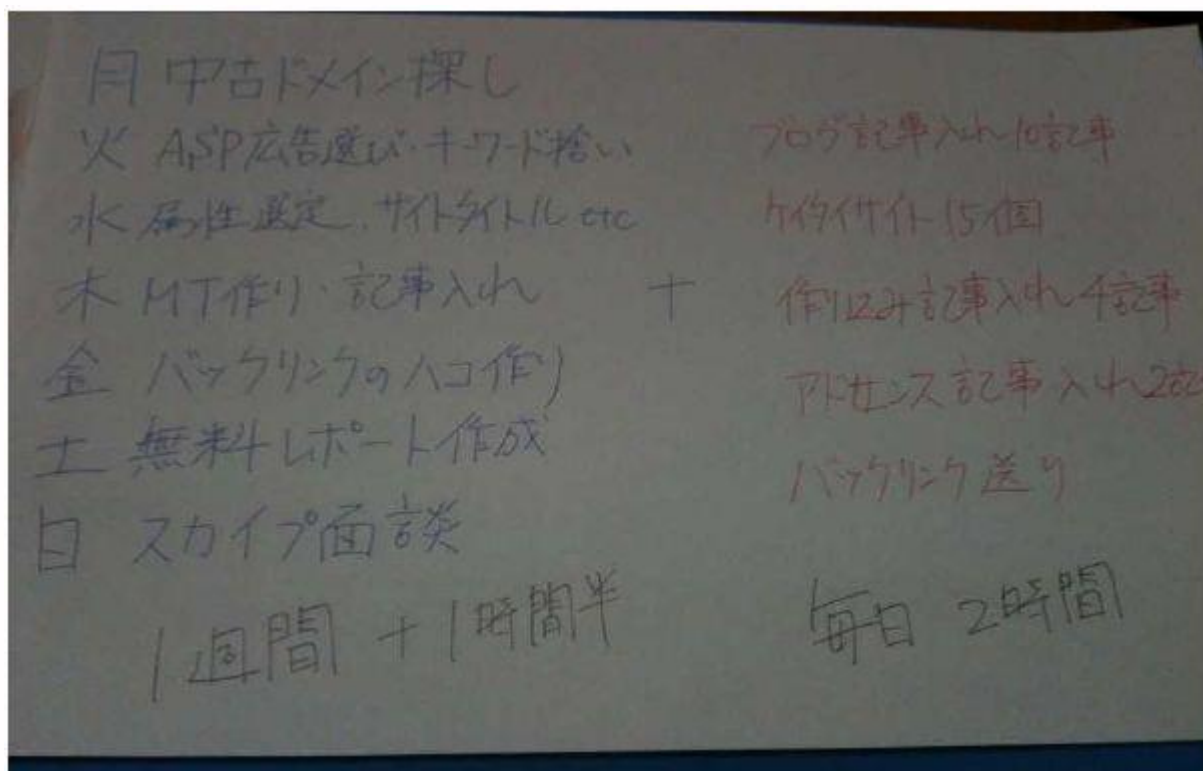 月 中古ドメイン探し
火 ASP広告選び・キーワード拾い
水 属性選定、サイトタイトル etc
木 MT作り・記事入れ
金 バックリンクのハコ作り
土 無料レポート作成
日 スカイプ面談
1週間 + 1時間半
+
ブログ記事入れ10記事
ケイタイサイト15個
作り込み記事入れ4記事
アドセンス記事入れ2記
バックリンク送り
毎日 2時間